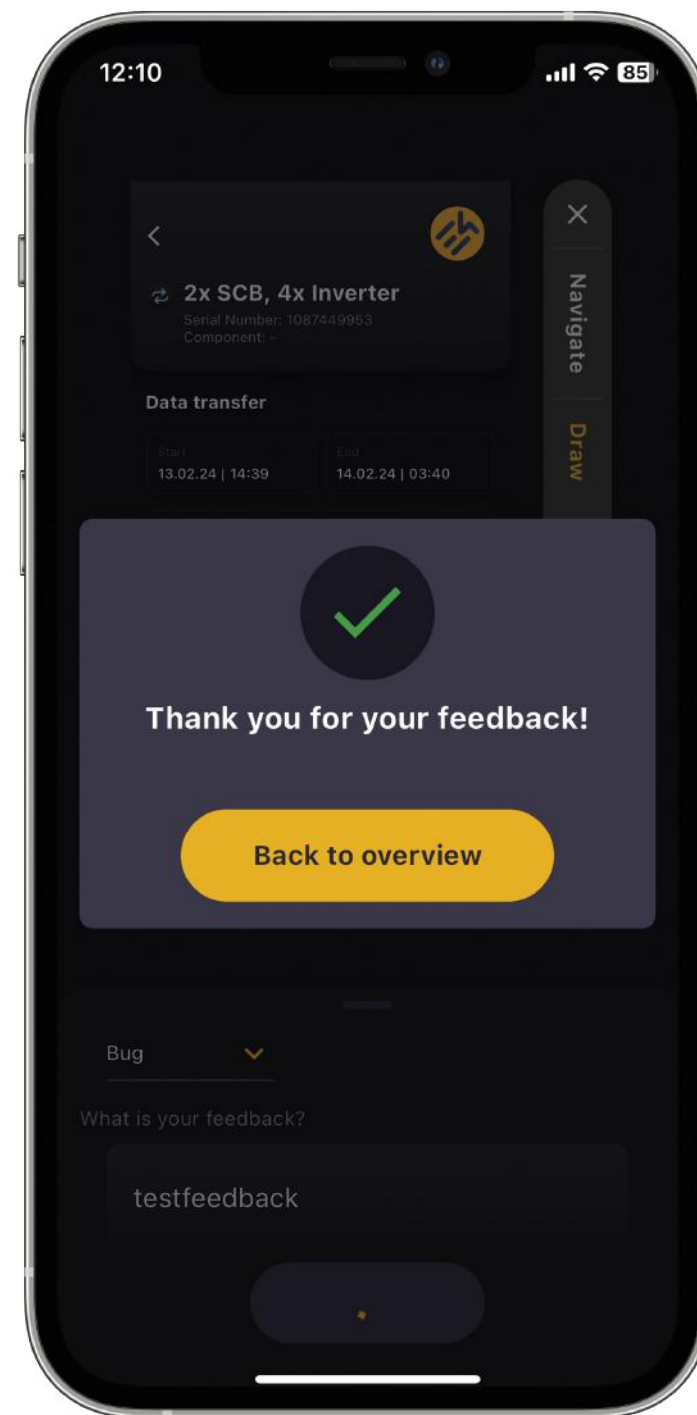 12:10
85
2x SCB, 4x Inverter
Serial Number: 1087449953
Component: -
Navigate
Data transfer
Draw
Start
End
13.02.24 | 14:39
14.02.24 | 03:40
Thank you for your feedback!
Back to overview
Bug
What is your feedback?
testfeedback